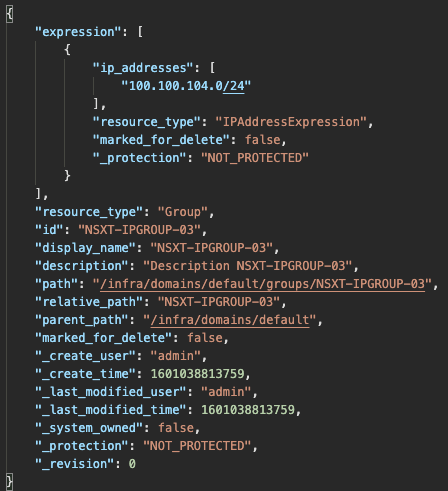 {
    "expression": [
        {
            "ip_addresses": [
                "100.100.104.0/24"
            ],
            "resource_type": "IPAddressExpression",
            "marked_for_delete": false,
            "_protection": "NOT_PROTECTED"
        }
    ],
    "resource_type": "Group",
    "id": "NSXT-IPGROUP-03",
    "display_name": "NSXT-IPGROUP-03",
    "description": "Description NSXT-IPGROUP-03",
    "path": "/infra/domains/default/groups/NSXT-IPGROUP-03",
    "relative_path": "NSXT-IPGROUP-03",
    "parent_path": "/infra/domains/default",
    "marked_for_delete": false,
    "_create_user": "admin",
    "_create_time": 1601038813759,
    "_last_modified_user": "admin",
    "_last_modified_time": 1601038813759,
    "_system_owned": false,
    "_protection": "NOT_PROTECTED",
    "_revision": 0
}